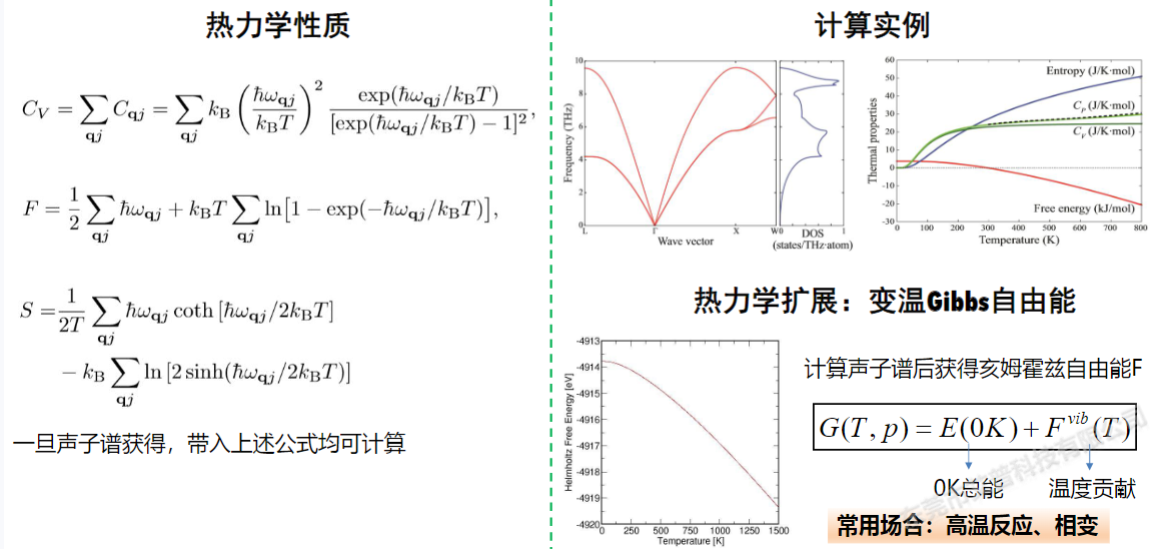 热力学性质
C_V = \sum_{\mathbf{q}j} C_{\mathbf{q}j} = \sum_{\mathbf{q}j} k_B \left( \frac{\hbar\omega_{\mathbf{q}j}}{k_B T} \right)^2 \frac{\exp(\hbar\omega_{\mathbf{q}j}/k_B T)}{[\exp(\hbar\omega_{\mathbf{q}j}/k_B T) - 1]^2},
F = \frac{1}{2} \sum_{\mathbf{q}j} \hbar\omega_{\mathbf{q}j} + k_B T \sum_{\mathbf{q}j} \ln[1 - \exp(-\hbar\omega_{\mathbf{q}j}/k_B T)],
S = \frac{1}{2T} \sum_{\mathbf{q}j} \hbar\omega_{\mathbf{q}j} \coth[\hbar\omega_{\mathbf{q}j}/2k_B T]
- k_B \sum_{\mathbf{q}j} \ln[2\sinh(\hbar\omega_{\mathbf{q}j}/2k_B T)]
一旦声子谱获得，带入上述公式均可计算
计算实例
Frequency (THz)
10
8
6
4
2
0
L Γ X W 0 1
Wave vector
DOS
(states/THz·atom)
Thermal properties
60
50
40
30
20
10
0
-10
-20
-30
Entropy (J/K·mol)
C_P (J/K·mol)
C_V (J/K·mol)
Free energy (kJ/mol)
0 100 200 300 400 500 600 700 800
Temperature (K)
热力学扩展：变温Gibbs自由能
Helmholtz Free Energy [eV]
-4913
-4914
-4915
-4916
-4917
-4918
-4919
-4920
0 250 500 750 1000 1250 1500
Temperature [K]
计算声子谱后获得亥姆霍兹自由能F
G(T, p) = E(0K) + F^{vib}(T)
0K总能 温度贡献
常用场合：高温反应、相变
科技有限公司